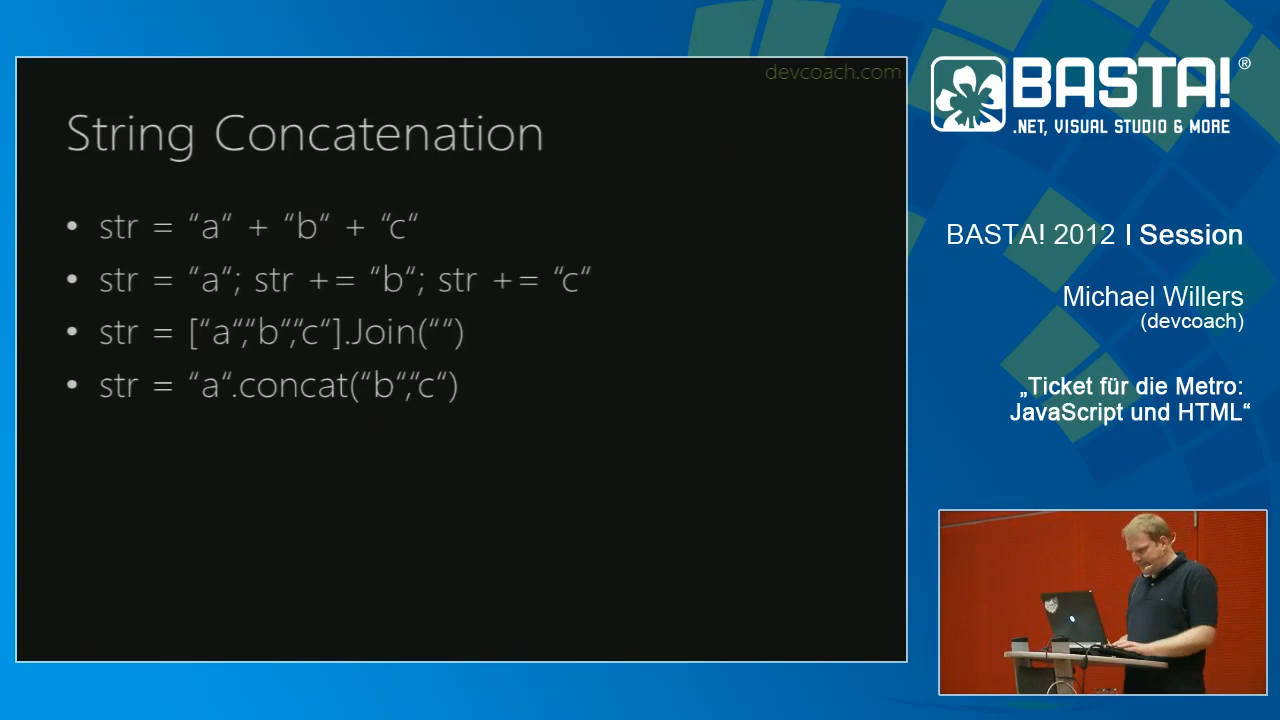 devcoach.com
String Concatenation
• str = “a“ + “b“ + “c“
• str = “a“; str += “b“; str += “c“
• str = [“a“,“b“,“c“].Join(““)
• str = “a“.concat(“b“,“c“)
BASTA!®
.NET, VISUAL STUDIO & MORE
BASTA! 2012 I Session
Michael Willers
(devcoach)
„Ticket für die Metro:
JavaScript und HTML“